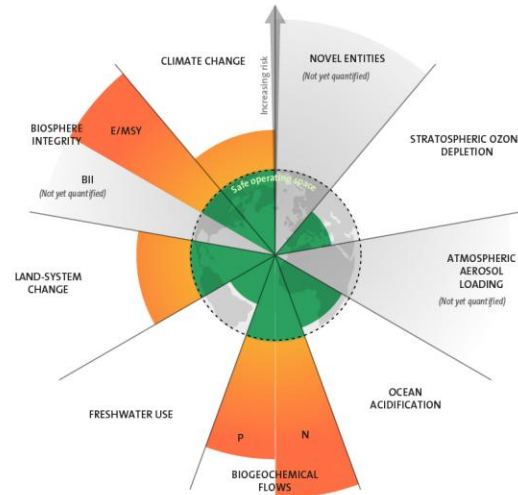 CLIMATE CHANGE
Increasing risk
NOVEL ENTITIES
(Not yet quantified)
STRATOSPHERIC OZON
DEPLETION
ATMOSPHERIC
AEROSOL
LOADING
(Not yet quantified)
OCEAN
ACIDIFICATION
N
P
BIOGEOCHEMICAL
FLOWS
FRESHWATER USE
LAND-SYSTEM
CHANGE
BIOSPHERE
INTEGRITY
E/MSY
BII
(Not yet quantified)
Safe operating space